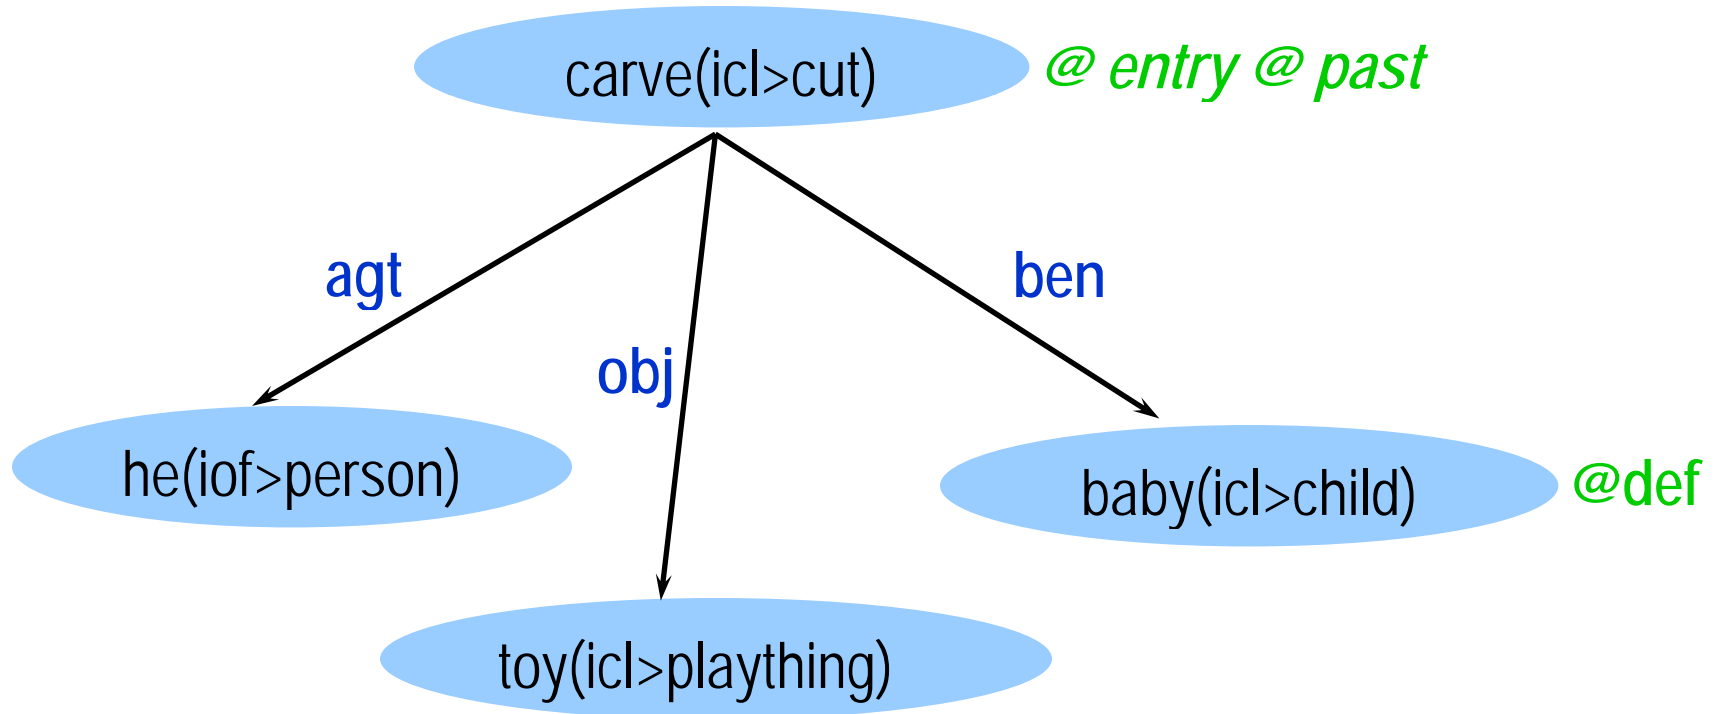 carve(icl>cut) @ entry @ past
agt
ben
obj
he(iof>person)
baby(icl>child) @def
toy(icl>plaything)